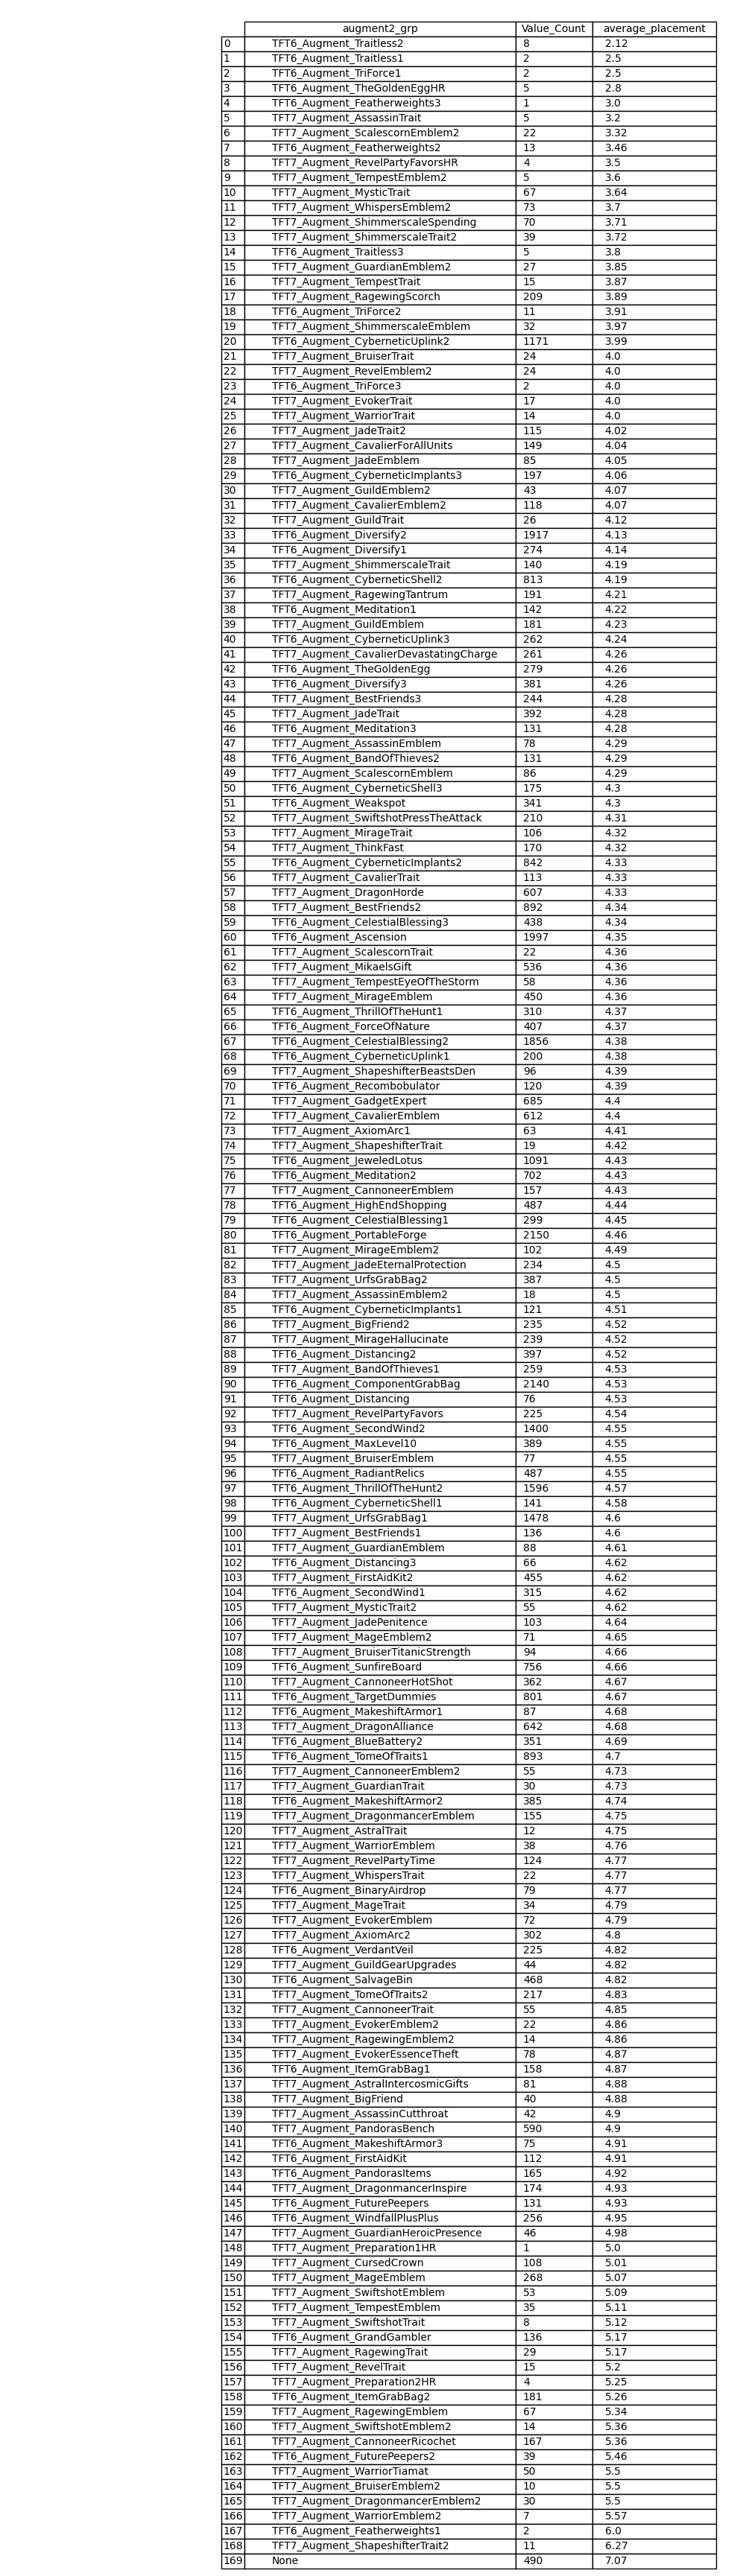 augment2_grp Value_Count average_placement
0 TFT6_Augment_Traitless2 8 2.12
1 TFT6_Augment_Traitless1 2 2.5
2 TFT6_Augment_TriForce1 2 2.5
3 TFT6_Augment_TheGoldenEggHR 5 2.8
4 TFT6_Augment_Featherweights3 1 3.0
5 TFT7_Augment_AssassinTrait 5 3.2
6 TFT7_Augment_ScalescornEmblem2 22 3.32
7 TFT6_Augment_Featherweights2 13 3.46
8 TFT7_Augment_RevelPartyFavorsHR 4 3.5
9 TFT7_Augment_TempestEmblem2 5 3.6
10 TFT7_Augment_MysticTrait 67 3.64
11 TFT7_Augment_WhispersEmblem2 73 3.7
12 TFT7_Augment_ShimmerscaleSpending 70 3.71
13 TFT7_Augment_ShimmerscaleTrait2 39 3.72
14 TFT6_Augment_Traitless3 5 3.8
15 TFT7_Augment_GuardianEmblem2 27 3.85
16 TFT7_Augment_TempestTrait 15 3.87
17 TFT7_Augment_RagewingScorch 209 3.89
18 TFT6_Augment_TriForce2 11 3.91
19 TFT7_Augment_ShimmerscaleEmblem 32 3.97
20 TFT6_Augment_CyberneticUplink2 1171 3.99
21 TFT7_Augment_BruiserTrait 24 4.0
22 TFT7_Augment_RevelEmblem2 24 4.0
23 TFT6_Augment_TriForce3 2 4.0
24 TFT7_Augment_EvokerTrait 17 4.0
25 TFT7_Augment_WarriorTrait 14 4.0
26 TFT7_Augment_JadeTrait2 115 4.02
27 TFT7_Augment_CavalierForAllUnits 149 4.04
28 TFT7_Augment_JadeEmblem 85 4.05
29 TFT6_Augment_CyberneticImplants3 197 4.06
30 TFT7_Augment_GuildEmblem2 43 4.07
31 TFT7_Augment_CavalierEmblem2 118 4.07
32 TFT7_Augment_GuildTrait 26 4.12
33 TFT6_Augment_Diversify2 1917 4.13
34 TFT6_Augment_Diversify1 274 4.14
35 TFT7_Augment_ShimmerscaleTrait 140 4.19
36 TFT6_Augment_CyberneticShell2 813 4.19
37 TFT7_Augment_RagewingTantrum 191 4.21
38 TFT6_Augment_Meditation1 142 4.22
39 TFT7_Augment_GuildEmblem 181 4.23
40 TFT6_Augment_CyberneticUplink3 262 4.24
41 TFT7_Augment_CavalierDevastatingCharge 261 4.26
42 TFT6_Augment_TheGoldenEgg 279 4.26
43 TFT6_Augment_Diversify3 381 4.26
44 TFT7_Augment_BestFriends3 244 4.28
45 TFT7_Augment_JadeTrait 392 4.28
46 TFT6_Augment_Meditation3 131 4.28
47 TFT7_Augment_AssassinEmblem 78 4.29
48 TFT6_Augment_BandOfThieves2 131 4.29
49 TFT7_Augment_ScalescornEmblem 86 4.29
50 TFT6_Augment_CyberneticShell3 175 4.3
51 TFT6_Augment_Weakspot 341 4.3
52 TFT7_Augment_SwiftshotPressTheAttack 210 4.31
53 TFT7_Augment_MirageTrait 106 4.32
54 TFT7_Augment_ThinkFast 170 4.32
55 TFT6_Augment_CyberneticImplants2 842 4.33
56 TFT7_Augment_CavalierTrait 113 4.33
57 TFT7_Augment_DragonHorde 607 4.33
58 TFT7_Augment_BestFriends2 892 4.34
59 TFT6_Augment_CelestialBlessing3 438 4.34
60 TFT6_Augment_Ascension 1997 4.35
61 TFT7_Augment_ScalescornTrait 22 4.36
62 TFT7_Augment_MikaelsGift 536 4.36
63 TFT7_Augment_TempestEyeOfTheStorm 58 4.36
64 TFT7_Augment_MirageEmblem 450 4.36
65 TFT6_Augment_ThrillOfTheHunt1 310 4.37
66 TFT6_Augment_ForceOfNature 407 4.37
67 TFT6_Augment_CelestialBlessing2 1856 4.38
68 TFT6_Augment_CyberneticUplink1 200 4.38
69 TFT7_Augment_ShapeshifterBeastsDen 96 4.39
70 TFT6_Augment_Recombobulator 120 4.39
71 TFT7_Augment_GadgetExpert 685 4.4
72 TFT7_Augment_CavalierEmblem 612 4.4
73 TFT7_Augment_AxiomArc1 63 4.41
74 TFT7_Augment_ShapeshifterTrait 19 4.42
75 TFT6_Augment_JeweledLotus 1091 4.43
76 TFT6_Augment_Meditation2 702 4.43
77 TFT7_Augment_CannoneerEmblem 157 4.43
78 TFT6_Augment_HighEndShopping 487 4.44
79 TFT6_Augment_CelestialBlessing1 299 4.45
80 TFT6_Augment_PortableForge 2150 4.46
81 TFT7_Augment_MirageEmblem2 102 4.49
82 TFT7_Augment_JadeEternalProtection 234 4.5
83 TFT7_Augment_UrfsGrabBag2 387 4.5
84 TFT7_Augment_AssassinEmblem2 18 4.5
85 TFT6_Augment_CyberneticImplants1 121 4.51
86 TFT7_Augment_BigFriend2 235 4.52
87 TFT7_Augment_MirageHallucinate 239 4.52
88 TFT6_Augment_Distancing2 397 4.52
89 TFT7_Augment_BandOfThieves1 259 4.53
90 TFT6_Augment_ComponentGrabBag 2140 4.53
91 TFT6_Augment_Distancing 76 4.53
92 TFT7_Augment_RevelPartyFavors 225 4.54
93 TFT6_Augment_SecondWind2 1400 4.55
94 TFT6_Augment_MaxLevel10 389 4.55
95 TFT7_Augment_BruiserEmblem 77 4.55
96 TFT6_Augment_RadiantRelics 487 4.55
97 TFT6_Augment_ThrillOfTheHunt2 1596 4.57
98 TFT6_Augment_CyberneticShell1 141 4.58
99 TFT7_Augment_UrfsGrabBag1 1478 4.6
100 TFT7_Augment_BestFriends1 136 4.6
101 TFT7_Augment_GuardianEmblem 88 4.61
102 TFT6_Augment_Distancing3 66 4.62
103 TFT7_Augment_FirstAidKit2 455 4.62
104 TFT6_Augment_SecondWind1 315 4.62
105 TFT7_Augment_MysticTrait2 55 4.62
106 TFT7_Augment_JadePenitence 103 4.64
107 TFT7_Augment_MageEmblem2 71 4.65
108 TFT7_Augment_BruiserTitanicStrength 94 4.66
109 TFT6_Augment_SunfireBoard 756 4.66
110 TFT7_Augment_CannoneerHotShot 362 4.67
111 TFT6_Augment_TargetDummies 801 4.67
112 TFT6_Augment_MakeshiftArmor1 87 4.68
113 TFT7_Augment_DragonAlliance 642 4.68
114 TFT6_Augment_BlueBattery2 351 4.69
115 TFT6_Augment_TomeOfTraits1 893 4.7
116 TFT7_Augment_CannoneerEmblem2 55 4.73
117 TFT7_Augment_GuardianTrait 30 4.73
118 TFT6_Augment_MakeshiftArmor2 385 4.74
119 TFT7_Augment_DragonmancerEmblem 155 4.75
120 TFT7_Augment_AstralTrait 12 4.75
121 TFT7_Augment_WarriorEmblem 38 4.76
122 TFT7_Augment_RevelPartyTime 124 4.77
123 TFT7_Augment_WhispersTrait 22 4.77
124 TFT6_Augment_BinaryAirdrop 79 4.77
125 TFT7_Augment_MageTrait 34 4.79
126 TFT7_Augment_EvokerEmblem 72 4.79
127 TFT7_Augment_AxiomArc2 302 4.8
128 TFT6_Augment_VerdantVeil 225 4.82
129 TFT7_Augment_GuildGearUpgrades 44 4.82
130 TFT6_Augment_SalvageBin 468 4.82
131 TFT7_Augment_TomeOfTraits2 217 4.83
132 TFT7_Augment_CannoneerTrait 55 4.85
133 TFT7_Augment_EvokerEmblem2 22 4.86
134 TFT7_Augment_RagewingEmblem2 14 4.86
135 TFT7_Augment_EvokerEssenceTheft 78 4.87
136 TFT6_Augment_ItemGrabBag1 158 4.87
137 TFT7_Augment_AstralIntercosmicGifts 81 4.88
138 TFT7_Augment_BigFriend 40 4.88
139 TFT7_Augment_AssassinCutthroat 42 4.9
140 TFT7_Augment_PandorasBench 590 4.9
141 TFT6_Augment_MakeshiftArmor3 75 4.91
142 TFT6_Augment_FirstAidKit 112 4.91
143 TFT6_Augment_PandorasItems 165 4.92
144 TFT7_Augment_DragonmancerInspire 174 4.93
145 TFT6_Augment_FuturePeepers 131 4.93
146 TFT6_Augment_WindfallPlusPlus 256 4.95
147 TFT7_Augment_GuardianHeroicPresence 46 4.98
148 TFT7_Augment_Preparation1HR 1 5.0
149 TFT7_Augment_CursedCrown 108 5.01
150 TFT7_Augment_MageEmblem 268 5.07
151 TFT7_Augment_SwiftshotEmblem 53 5.09
152 TFT7_Augment_TempestEmblem 35 5.11
153 TFT7_Augment_SwiftshotTrait 8 5.12
154 TFT6_Augment_GrandGambler 136 5.17
155 TFT7_Augment_RagewingTrait 29 5.17
156 TFT7_Augment_RevelTrait 15 5.2
157 TFT7_Augment_Preparation2HR 4 5.25
158 TFT6_Augment_ItemGrabBag2 181 5.26
159 TFT7_Augment_RagewingEmblem 67 5.34
160 TFT7_Augment_SwiftshotEmblem2 14 5.36
161 TFT7_Augment_CannoneerRicochet 167 5.36
162 TFT6_Augment_FuturePeepers2 39 5.46
163 TFT7_Augment_WarriorTiamat 50 5.5
164 TFT7_Augment_BruiserEmblem2 10 5.5
165 TFT7_Augment_DragonmancerEmblem2 30 5.5
166 TFT7_Augment_WarriorEmblem2 7 5.57
167 TFT6_Augment_Featherweights1 2 6.0
168 TFT7_Augment_ShapeshifterTrait2 11 6.27
169 None 490 7.07